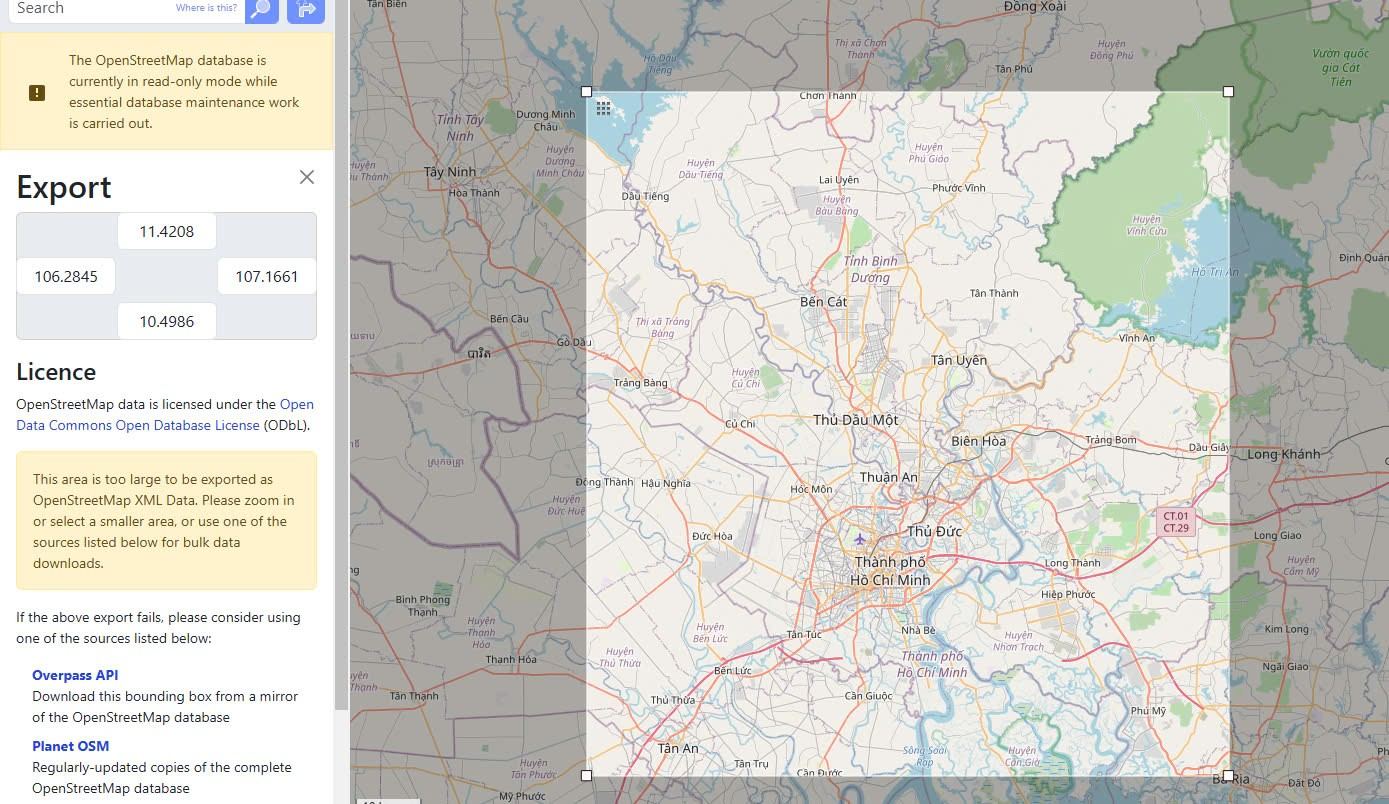 Search
Where is this?
The OpenStreetMap database is
currently in read-only mode while
essential database maintenance work
is carried out.
Export
11.4208
106.2845
107.1661
10.4986
Licence
OpenStreetMap data is licensed under the Open
Data Commons Open Database License (ODbL).
This area is too large to be exported as
OpenStreetMap XML Data. Please zoom in
or select a smaller area, or use one of the
sources listed below for bulk data
downloads.
If the above export fails, please consider using
one of the sources listed below:
Overpass API
Download this bounding box from a mirror
of the OpenStreetMap database
Planet OSM
Regularly-updated copies of the complete
OpenStreetMap database
Tân Biên
Đồng Xoài
Hồ Dầu
Tiếng
Thị xã Chơn
Thành
Huyện
Đồng Phú
Tân Phú
Vườn quốc
gia Cát
Tiên
Chơn Thành
Dương Minh
Châu
Tỉnh Tây
Ninh
Huyện
Dương
Minh Châu
Tây Ninh
Hòa Thành
Huyện
Dầu Tiếng
Huyện
Phú Giáo
Dầu Tiếng
Lai Uyên
Huyện
Bàu Bàng
Phước Vĩnh
Huyện
Vĩnh Cửu
Tỉnh Bình
Dương
Hồ Trị An
Định Quán
Tân Thành
Bến Cát
Bến Cầu
Thị xã Trảng
Bàng
Gò Dầu
Vĩnh An
បាវិត
Tân Uyên
Trảng Bàng
Huyện
Củ Chi
Thủ Dầu Một
Củ Chi
Biên Hòa
Trảng Bom
Dầu Giây
Long Khánh
Thuận An
Đông Thành
Hậu Nghĩa
Hóc Môn
Huyện
Đức Huệ
CT.01
CT.29
Đức Hòa
Thủ Đức
Long Giao
Thành phố
Hồ Chí Minh
Long Thành
Huyện
Cẩm Mỹ
Hiệp Phước
Bình Phong
Thạnh
Huyện
Thạnh
Hóa
Huyện
Bến Lức
Tân Túc
Nhà Bè
Huyện
Nhơn Trạch
Kim Long
Thạnh Hóa
Huyện
Thủ Thừa
Bến Lức
Thành phố
Hồ Chí Minh
Ngãi Giao
Tân Thạnh
Thủ Thừa
Cần Giuộc
Phú Mỹ
Tân An
Sông Soài
Rạp
Huyện
Cần Giờ
Huyện
Tân Phước
Tân Trụ
Cần Đước
Bà Rịa
Đất Đỏ
Mỹ Phước